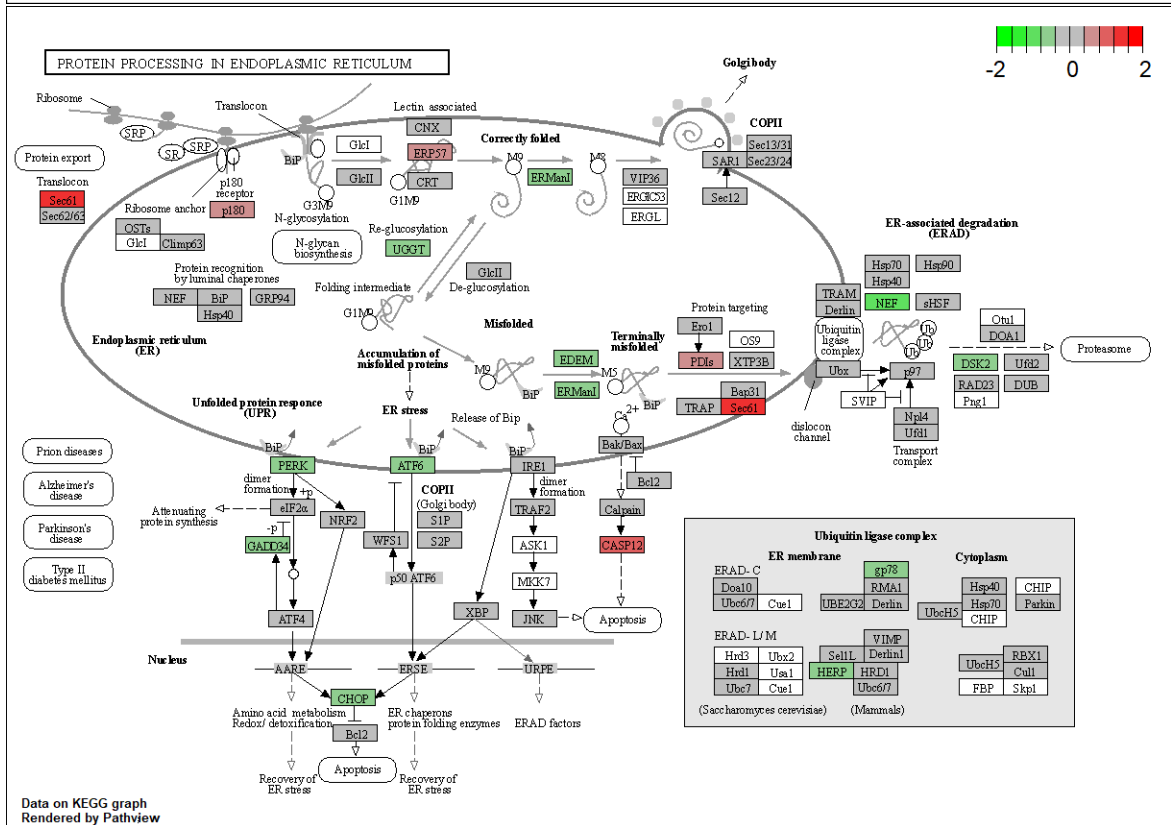 PROTEIN PROCESSING IN ENDOPLASMIC RETICULUM
-2
0
2
Ribosome
SRP
SRP
SR
Translocon
Lectin associated
CNX
ERP57
CRT
G1M9
GlcI
GlcII
BiP
G3M9
N-glycosylation
N-glycan
biosynthesis
Protein export
Translocon
Sec61
Sec62/63
p180
receptor
Ribosome anchor
p180
OSTs
GlcI
Climp63
Correctly folded
M9
ERManI
M8
VIP36
ERGIC53
ERGL
Golgi body
COPII
Sec13/31
SAR1
Sec23/24
Sec12
Re-glucosylation
UGGT
GlcII
De-glucosylation
Protein recognition
by luminal chaperones
NEF
BiP
GRP94
Hsp40
Folding intermediate
G1M9
Endoplasmic reticulum
(ER)
Accumulation of
misfolded proteins
Misfolded
M9
BiP
EDEM
ERManI
Terminally
misfolded
M5
BiP
Protein targeting
Ero1
OS9
PDIs
XTP3B
Bap31
TRAP
Sec61
ER-associated degradation
(ERAD)
Hsp70
Hsp90
Hsp40
TRAM
Derlin
NEF
sHSF
Ubiquitin
ligase
complex
Ub
Ub
Ub
Otu1
DOA1
Proteasome
DSK2
Ufd2
RAD23
DUB
Png1
Ubx
p97
SVIP
dislocon
channel
Npl4
Ufd1
Transport
complex
Unfolded protein responce
(UPR)
ER stress
Release of Bip
BiP
BiP
BiP
Ca2+
Bak/Bax
Bcl2
Prion diseases
Alzheimer's
disease
Parkinson's
disease
Type II
diabetes mellitus
PERK
ATF6
IRE1
dimer
formation
+p
eIF2α
Attenuating
protein synthesis
-p
GADD34
NRF2
ATF4
COPII
(Golgi body)
S1P
S2P
WFS1
p50 ATF6
dimer
formation
TRAF2
ASK1
MKK7
JNK
XBP
Calpain
CASP12
Apoptosis
Nucleus
AARE
ERSE
URPE
CHOP
Amino acid metabolism
Redox/ detoxification
ER chaperons
protein folding enzymes
ERAD factors
Bcl2
Apoptosis
Recovery of
ER stress
Recovery of
ER stress
Ubiquitin ligase complex
ER membrane
Cytoplasm
ERAD- C
Doa10
Ubc6/7
Cue1
gp78
RMA1
UBE2G2
Derlin
Hsp40
CHIP
UbcH5
Hsp70
Parkin
CHIP
ERAD- L/ M
Hrd3
Ubx2
Hrd1
Usa1
Ubc7
Cue1
VIMP
Sel1L
Derlin1
HERP
HRD1
Ubc6/7
UbcH5
RBX1
Cul1
FBP
Skp1
(Saccharomyces cerevisiae)
(Mammals)
Data on KEGG graph
Rendered by Pathview